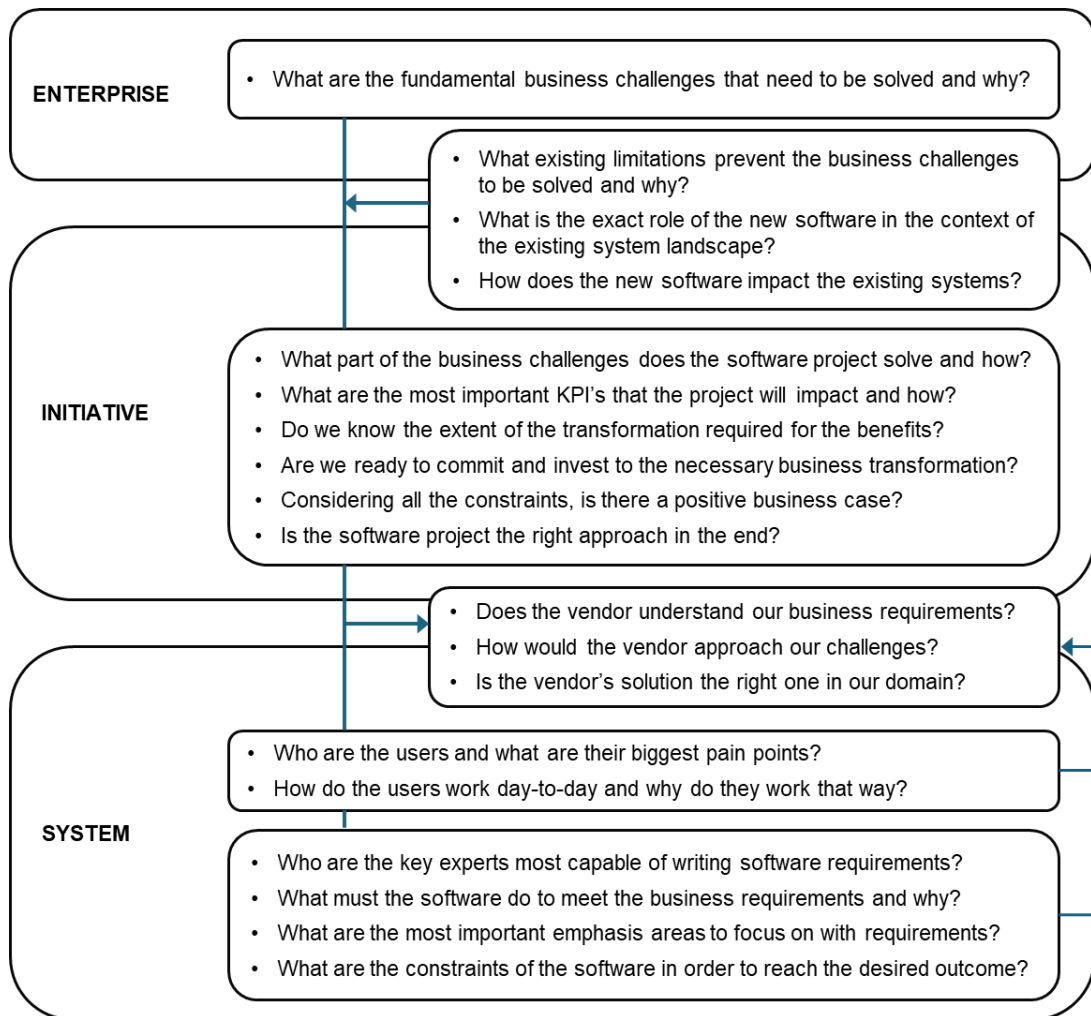 ENTERPRISE
• What are the fundamental business challenges that need to be solved and why?
• What existing limitations prevent the business challenges
to be solved and why?
• What is the exact role of the new software in the context of
the existing system landscape?
• How does the new software impact the existing systems?
INITIATIVE
• What part of the business challenges does the software project solve and how?
• What are the most important KPI's that the project will impact and how?
• Do we know the extent of the transformation required for the benefits?
• Are we ready to commit and invest to the necessary business transformation?
• Considering all the constraints, is there a positive business case?
• Is the software project the right approach in the end?
• Does the vendor understand our business requirements?
• How would the vendor approach our challenges?
• Is the vendor's solution the right one in our domain?
SYSTEM
• Who are the users and what are their biggest pain points?
• How do the users work day-to-day and why do they work that way?
• Who are the key experts most capable of writing software requirements?
• What must the software do to meet the business requirements and why?
• What are the most important emphasis areas to focus on with requirements?
• What are the constraints of the software in order to reach the desired outcome?